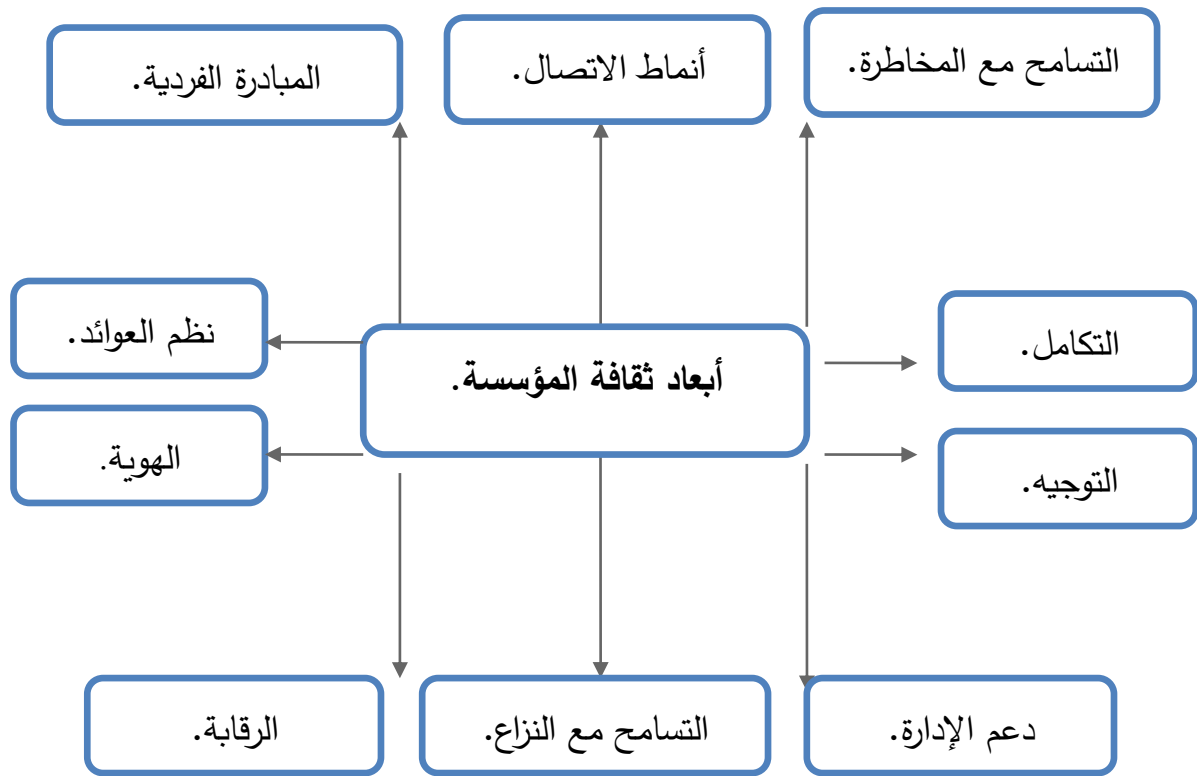 التسامح مع المخاطرة.
أنماط الاتصال.
المبادرة الفردية.
التكامل.
نظم العوائد.
أبعاد ثقافة المؤسسة.
التوجيه.
الهوية.
دعم الإدارة.
التسامح مع النزاع.
الرقابة.